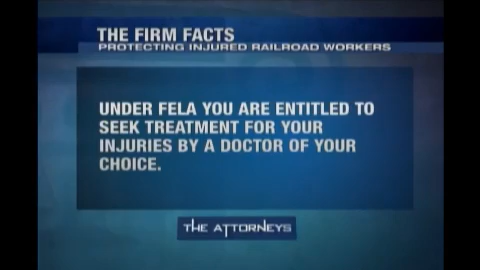 THE FIRM FACTS
PROTECTING INJURED RAILROAD WORKERS
UNDER FELA YOU ARE ENTITLED TO
SEEK TREATMENT FOR YOUR
INJURIES BY A DOCTOR OF YOUR
CHOICE.
THE ATTORNEYS